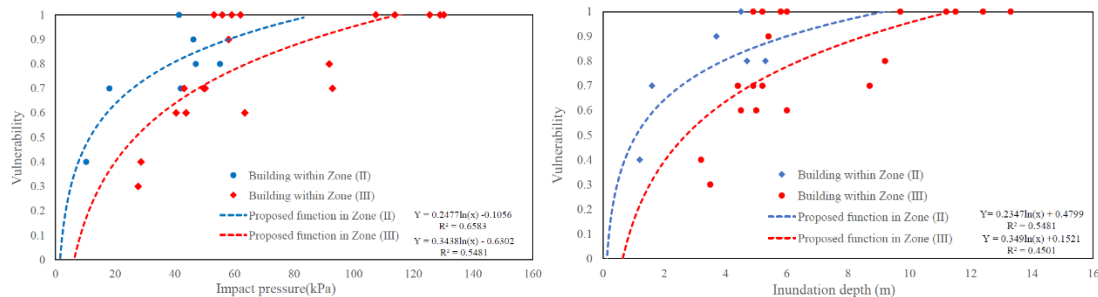 1
0.9
0.8
0.7
0.6
0.5
0.4
0.3
0.2
0.1
0
Vulnerability
Building within Zone (II)
Building within Zone (III)
Proposed function in Zone (II)
Proposed function in Zone (III)
Y = 0.2477ln(x) -0.1056
R² = 0.6583
Y = 0.3438ln(x) - 0.6302
R² = 0.5481
0 20 40 60 80 100 120 140 160
Impact pressure(kPa)
1
0.9
0.8
0.7
0.6
0.5
0.4
0.3
0.2
0.1
0
Vulnerability
Building within Zone (II)
Building within Zone (III)
Proposed function in Zone (II)
Proposed function in Zone (III)
Y= 0.2347ln(x) + 0.4799
R² = 0.5481
Y= 0.349ln(x) +0.1521
R² = 0.4501
0 2 4 6 8 10 12 14 16
Inundation depth (m)